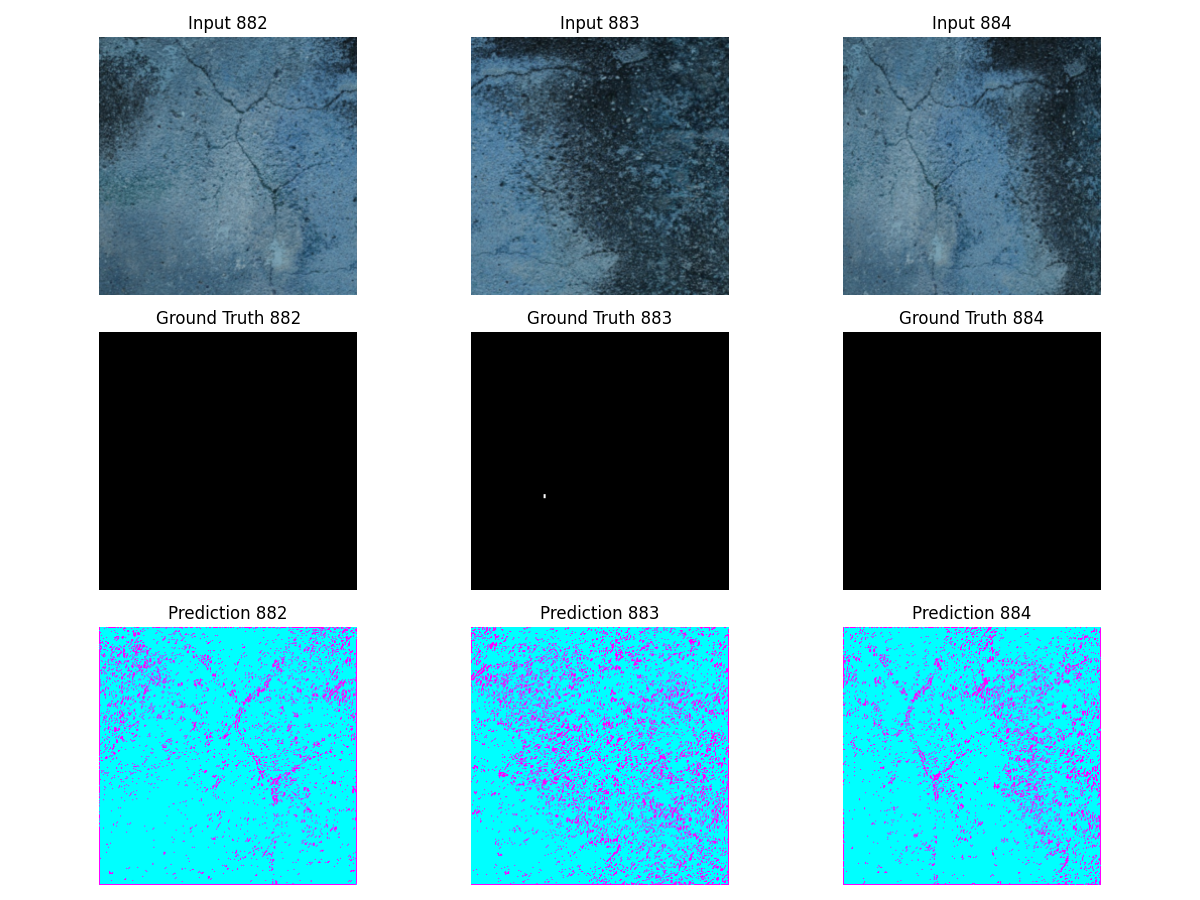 Input 882
Input 883
Input 884
Ground Truth 882
Ground Truth 883
Ground Truth 884
Prediction 882
Prediction 883
Prediction 884